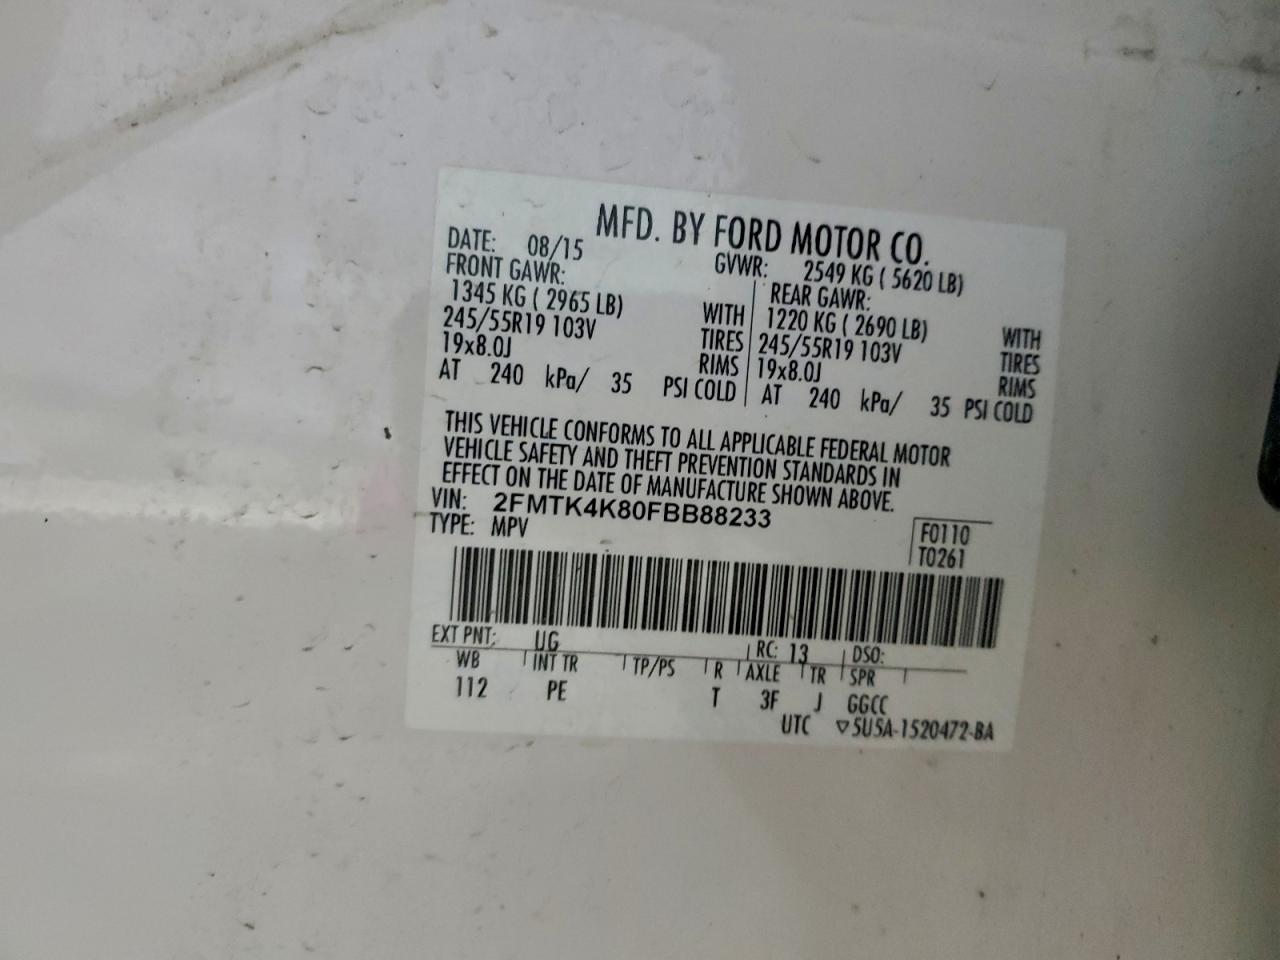 MFD. BY FORD MOTOR CO.
DATE: 08/15 GVWR: 2549 KG ( 5620 LB)
FRONT GAWR: REAR GAWR:
1345 KG ( 2965 LB) WITH 1220 KG ( 2690 LB) WITH
245/55R19 103V TIRES 245/55R19 103V TIRES
19x8.0J RIMS 19x8.0J RIMS
AT 240 kPa/ 35 PSI COLD AT 240 kPa/ 35 PSI COLD
THIS VEHICLE CONFORMS TO ALL APPLICABLE FEDERAL MOTOR
VEHICLE SAFETY AND THEFT PREVENTION STANDARDS IN
EFFECT ON THE DATE OF MANUFACTURE SHOWN ABOVE.
VIN: 2FMTK4K80FBB88233
TYPE: MPV F0110
T0261
EXT PNT: UG RC: 13 DSO:
WB INT TR TP/PS R AXLE TR SPR
112 PE T 3F J GGCC
UTC ▽5U5A-1520472-BA